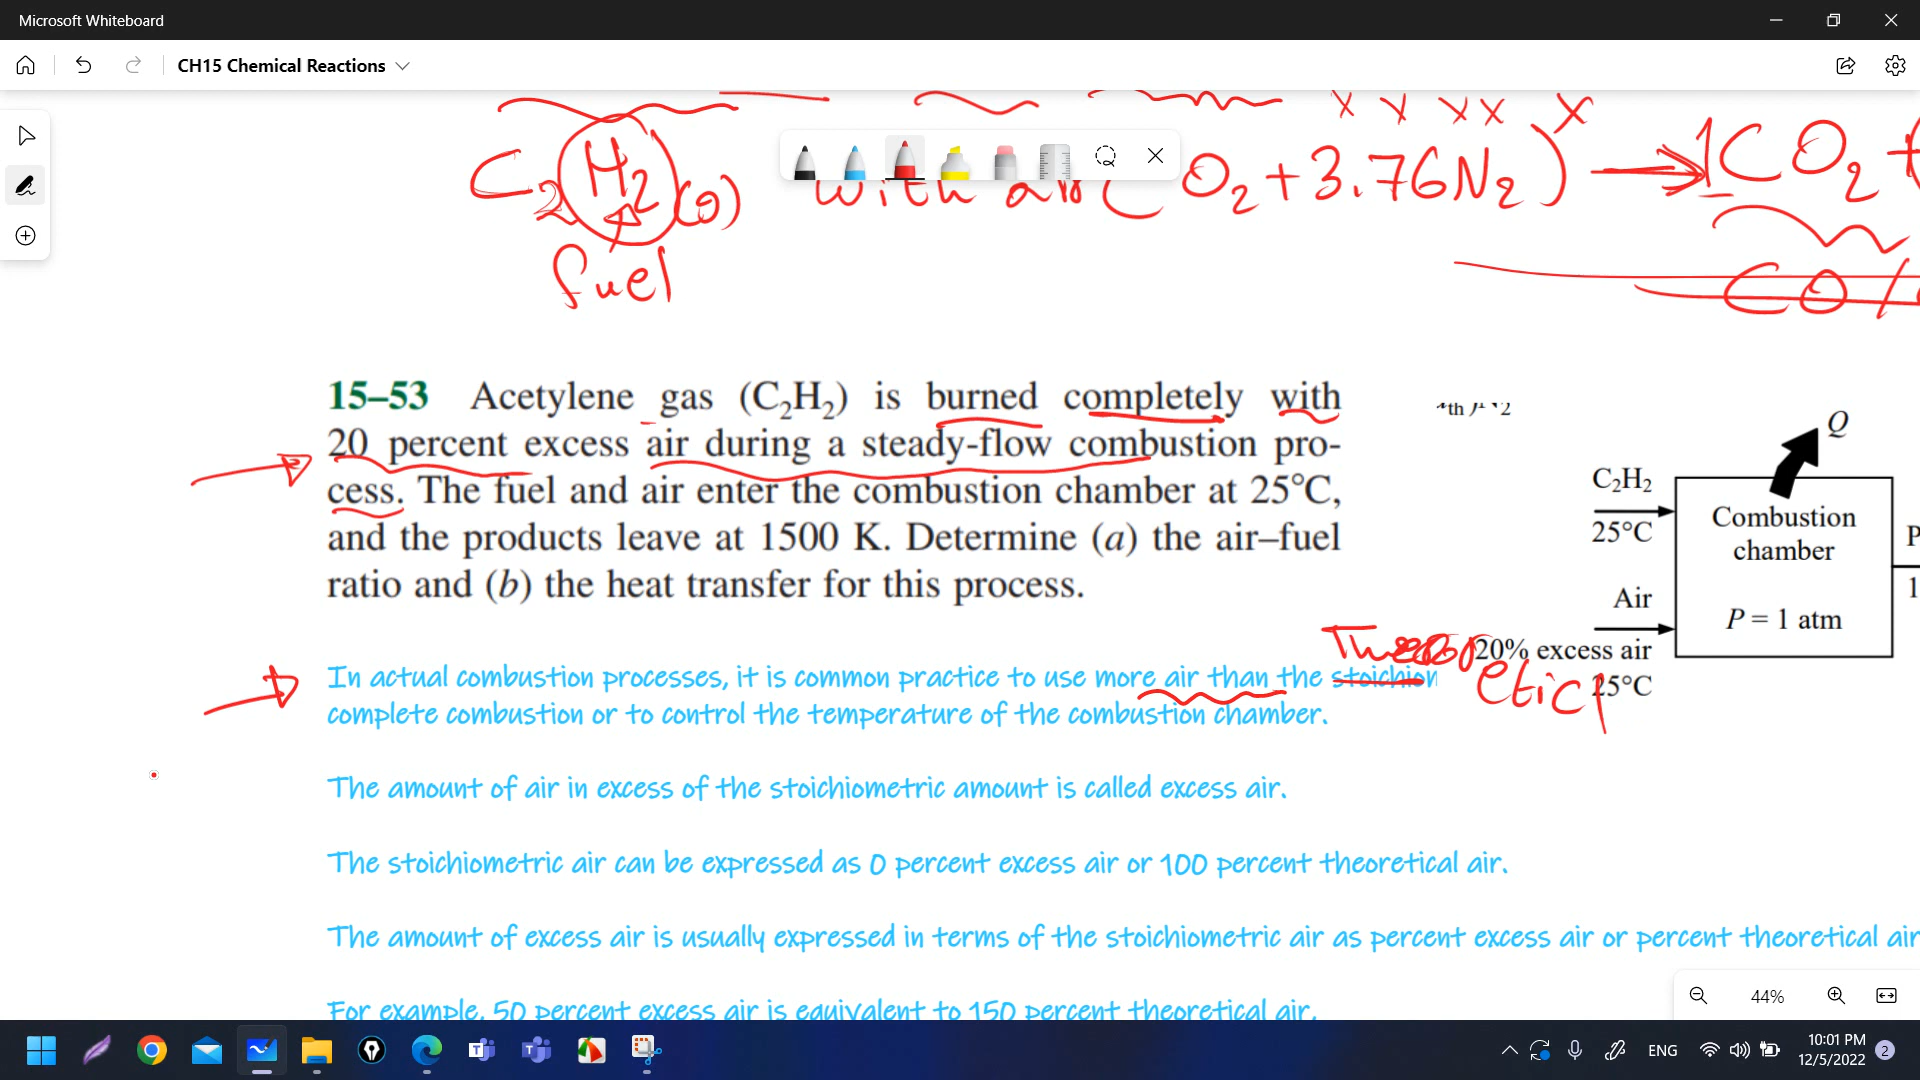 Microsoft Whiteboard
CH15 Chemical Reactions
C2H2(g) with air(O2+3.76N2) → 1CO2 +
fuel
CO/
15–53 Acetylene gas (C₂H₂) is burned completely with
20 percent excess air during a steady-flow combustion pro-
cess. The fuel and air enter the combustion chamber at 25°C,
and the products leave at 1500 K. Determine (a) the air–fuel
ratio and (b) the heat transfer for this process.
Q
C₂H₂
25°C
Combustion
chamber
P = 1 atm
Air
20% excess air
25°C
In actual combustion processes, it is common practice to use more air than the stoichion
complete combustion or to control the temperature of the combustion chamber.
The amount of air in excess of the stoichiometric amount is called excess air.
The stoichiometric air can be expressed as 0 percent excess air or 100 percent theoretical air.
The amount of excess air is usually expressed in terms of the stoichiometric air as percent excess air or percent theoretical air
For example, 50 percent excess air is equivalent to 150 percent theoretical air.
44%
ENG
10:01 PM
12/5/2022
2